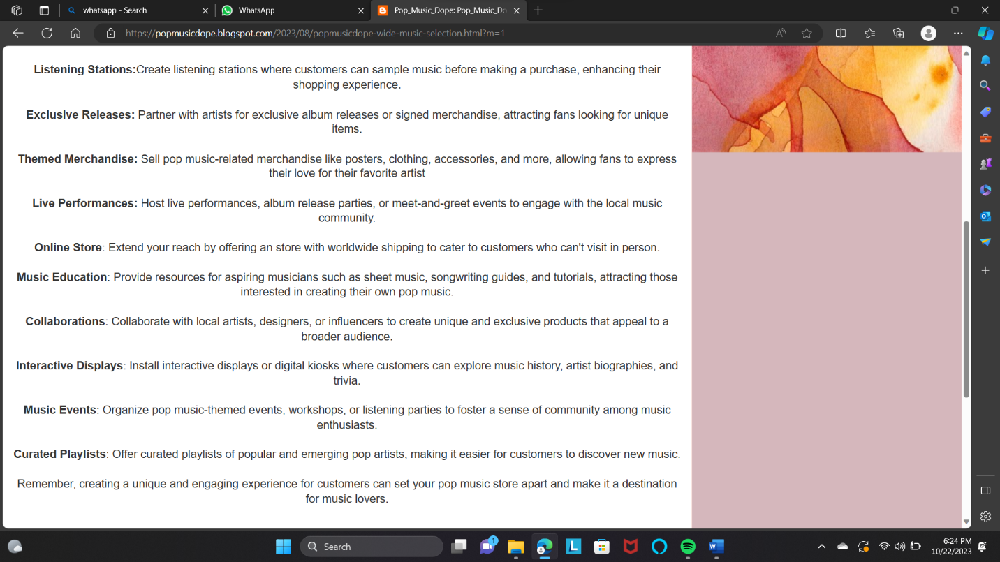 whatsapp - Search
WhatsApp
Pop_Music_Dope: Pop_Music_Do
https://popmusicdope.blogspot.com/2023/08/popmusicdope-wide-music-selection.html?m=1
Listening Stations:Create listening stations where customers can sample music before making a purchase, enhancing their
shopping experience.
Exclusive Releases: Partner with artists for exclusive album releases or signed merchandise, attracting fans looking for unique
items.
Themed Merchandise: Sell pop music-related merchandise like posters, clothing, accessories, and more, allowing fans to express
their love for their favorite artist
Live Performances: Host live performances, album release parties, or meet-and-greet events to engage with the local music
community.
Online Store: Extend your reach by offering an store with worldwide shipping to cater to customers who can't visit in person.
Music Education: Provide resources for aspiring musicians such as sheet music, songwriting guides, and tutorials, attracting those
interested in creating their own pop music.
Collaborations: Collaborate with local artists, designers, or influencers to create unique and exclusive products that appeal to a
broader audience.
Interactive Displays: Install interactive displays or digital kiosks where customers can explore music history, artist biographies, and
trivia.
Music Events: Organize pop music-themed events, workshops, or listening parties to foster a sense of community among music
enthusiasts.
Curated Playlists: Offer curated playlists of popular and emerging pop artists, making it easier for customers to discover new music.
Remember, creating a unique and engaging experience for customers can set your pop music store apart and make it a destination
for music lovers.
Search
1
L
W
6:24 PM
10/22/2023